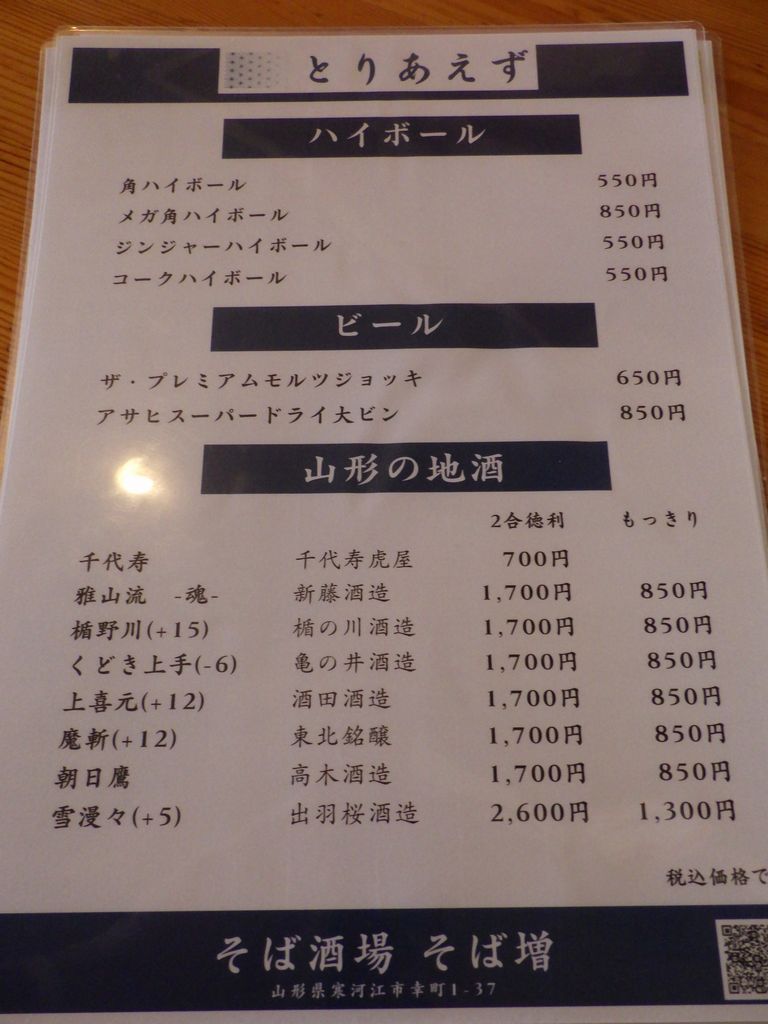 とりあえず
ハイボール
角ハイボール 550円
メガ角ハイボール 850円
ジンジャーハイボール 550円
コークハイボール 550円
ビール
ザ・プレミアムモルツジョッキ 650円
アサヒスーパードライ大ビン 850円
山形の地酒
2合徳利 もっきり
千代寿 千代寿虎屋 700円
雅山流 -魂- 新藤酒造 1,700円 850円
楯野川(+15) 楯の川酒造 1,700円 850円
くどき上手(-6) 亀の井酒造 1,700円 850円
上喜元(+12) 酒田酒造 1,700円 850円
魔斬(+12) 東北銘醸 1,700円 850円
朝日鷹 高木酒造 1,700円 850円
雪漫々(+5) 出羽桜酒造 2,600円 1,300円
税込価格で
そば酒場 そば増
山形県寒河江市幸町1-37